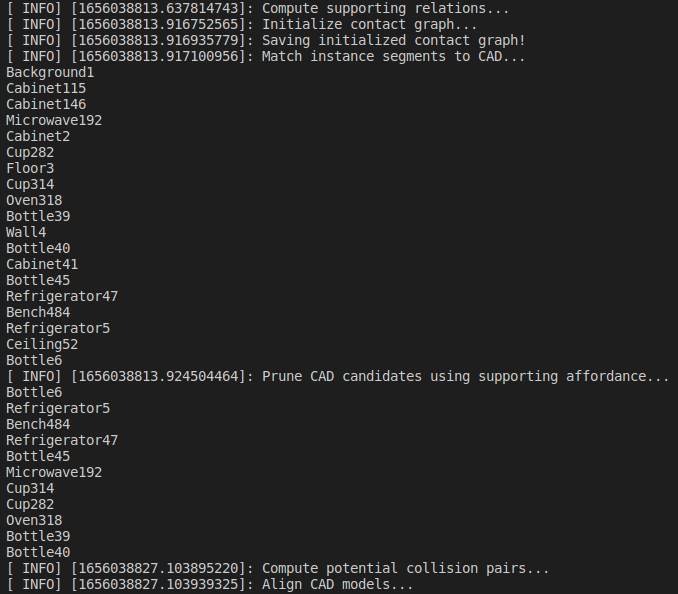 [ INFO] [1656038813.637814743]: Compute supporting relations...
[ INFO] [1656038813.916752565]: Initialize contact graph...
[ INFO] [1656038813.916935779]: Saving initialized contact graph!
[ INFO] [1656038813.917100956]: Match instance segments to CAD...
Background1
Cabinet115
Cabinet146
Microwave192
Cabinet2
Cup282
Floor3
Cup314
Oven318
Bottle39
Wall4
Bottle40
Cabinet41
Bottle45
Refrigerator47
Bench484
Refrigerator5
Ceiling52
Bottle6
[ INFO] [1656038813.924504464]: Prune CAD candidates using supporting affordance...
Bottle6
Refrigerator5
Bench484
Refrigerator47
Bottle45
Microwave192
Cup314
Cup282
Oven318
Bottle39
Bottle40
[ INFO] [1656038827.103895220]: Compute potential collision pairs...
[ INFO] [1656038827.103939325]: Align CAD models...